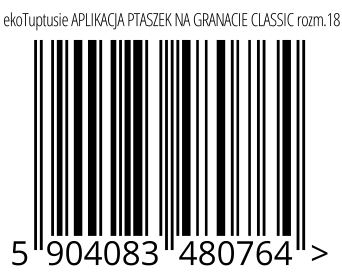 ekoTuptusie APLIKACJA PTASZEK NA GRANACIE CLASSIC rozm.18
5 904083 480764 >